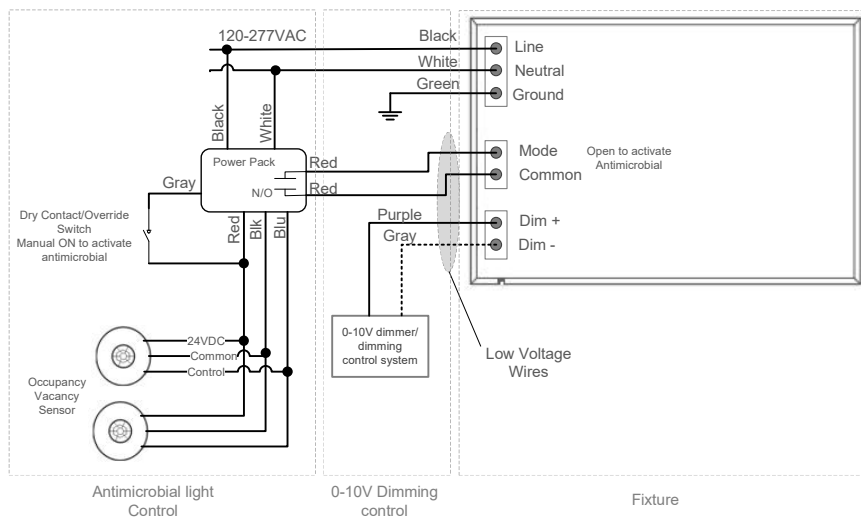 120-277VAC
Black
White
Green
Line
Neutral
Ground
Black
White
Power Pack
N/O
Red
Red
Mode
Common
Open to activate
Antimicrobial
Gray
Dry Contact/Override
Switch
Manual ON to activate
antimicrobial
Red
Blk
Blu
Purple
Gray
Dim +
Dim -
24VDC
Common
Control
Occupancy
Vacancy
Sensor
0-10V dimmer/
dimming
control system
Low Voltage
Wires
Antimicrobial light
Control
0-10V Dimming
control
Fixture